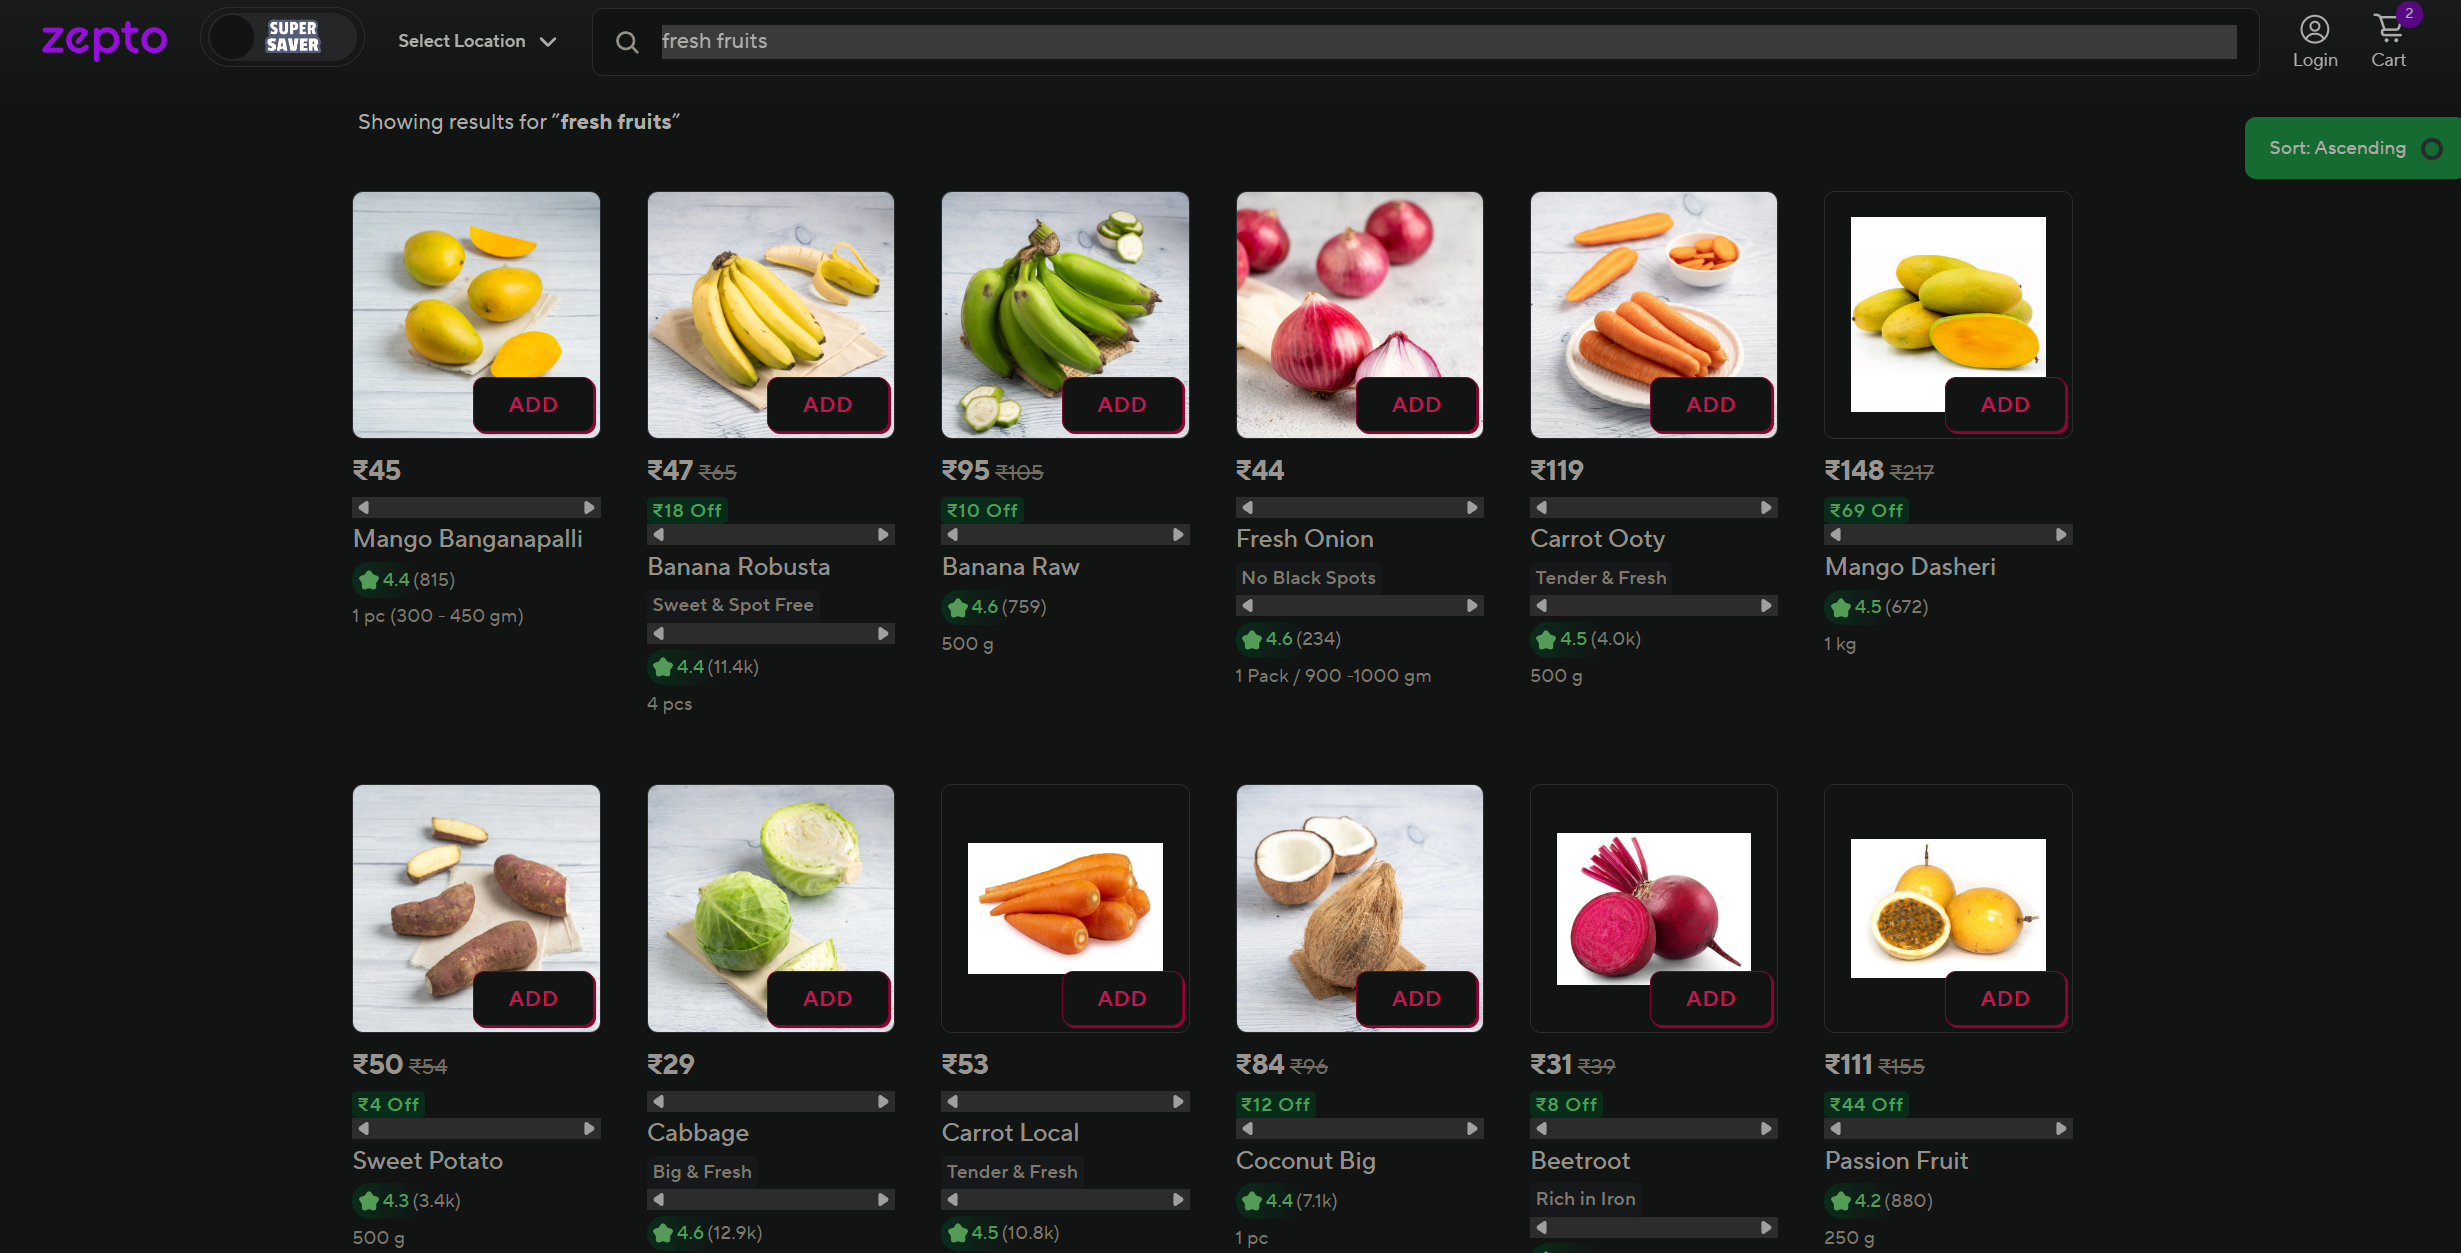 zepto
SUPER
SAVER
Select Location
fresh fruits
Login
2
Cart
Showing results for "fresh fruits"
Sort: Ascending
ADD
ADD
ADD
ADD
ADD
ADD
₹45
Mango Banganapalli
4.4 (815)
1 pc (300 - 450 gm)
₹47 ₹65
₹18 Off
Banana Robusta
Sweet & Spot Free
4.4 (11.4k)
4 pcs
₹95 ₹105
₹10 Off
Banana Raw
4.6 (759)
500 g
₹44
Fresh Onion
No Black Spots
4.6 (234)
1 Pack / 900 -1000 gm
₹119
Carrot Ooty
Tender & Fresh
4.5 (4.0k)
500 g
₹148 ₹217
₹69 Off
Mango Dasheri
4.5 (672)
1 kg
ADD
ADD
ADD
ADD
ADD
ADD
₹50 ₹54
₹4 Off
Sweet Potato
4.3 (3.4k)
500 g
₹29
Cabbage
Big & Fresh
4.6 (12.9k)
₹53
Carrot Local
Tender & Fresh
4.5 (10.8k)
₹84 ₹96
₹12 Off
Coconut Big
4.4 (7.1k)
1 pc
₹31 ₹39
₹8 Off
Beetroot
Rich in Iron
₹111 ₹155
₹44 Off
Passion Fruit
4.2 (880)
250 g